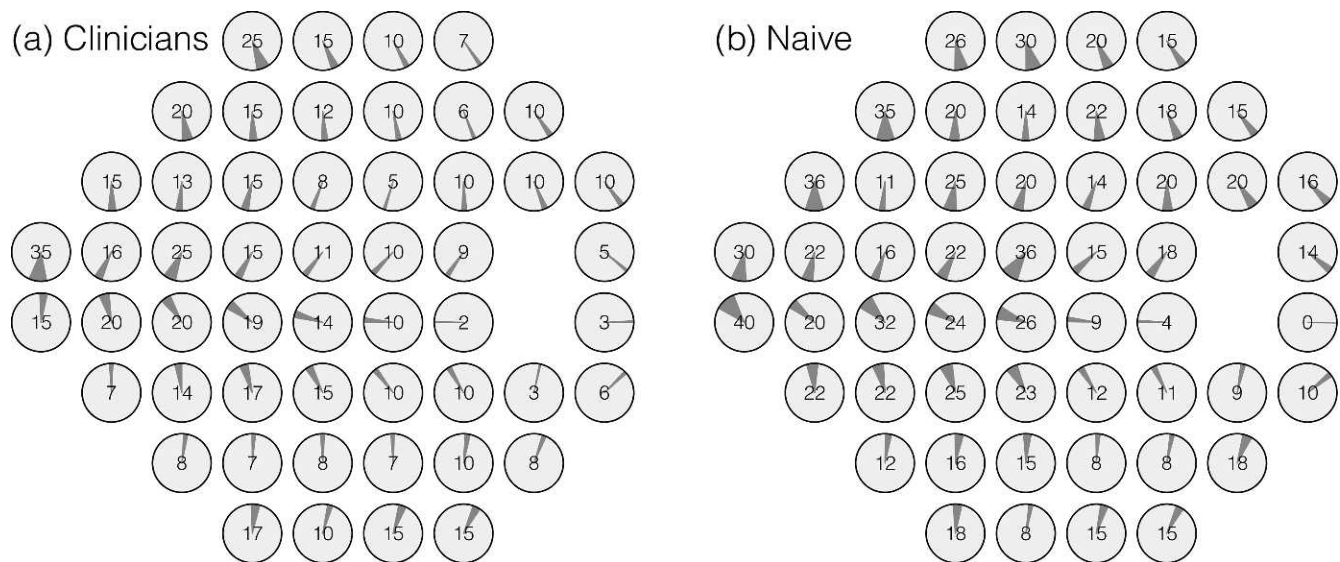 (a) Clinicians 25 15 10 7
20 15 12 10 6 10
15 13 15 8 5 10 10 10
35 16 25 15 11 10 9 5
15 20 20 19 14 10 2 3
7 14 17 15 10 10 3 6
8 7 8 7 10 8
17 10 15 15
(b) Naive 26 30 20 15
35 20 14 22 18 15
36 11 25 20 14 20 20 16
30 22 16 22 36 15 18 14
40 20 32 24 26 9 4 0
22 22 25 23 12 11 9 10
12 16 15 8 8 18
18 8 15 15